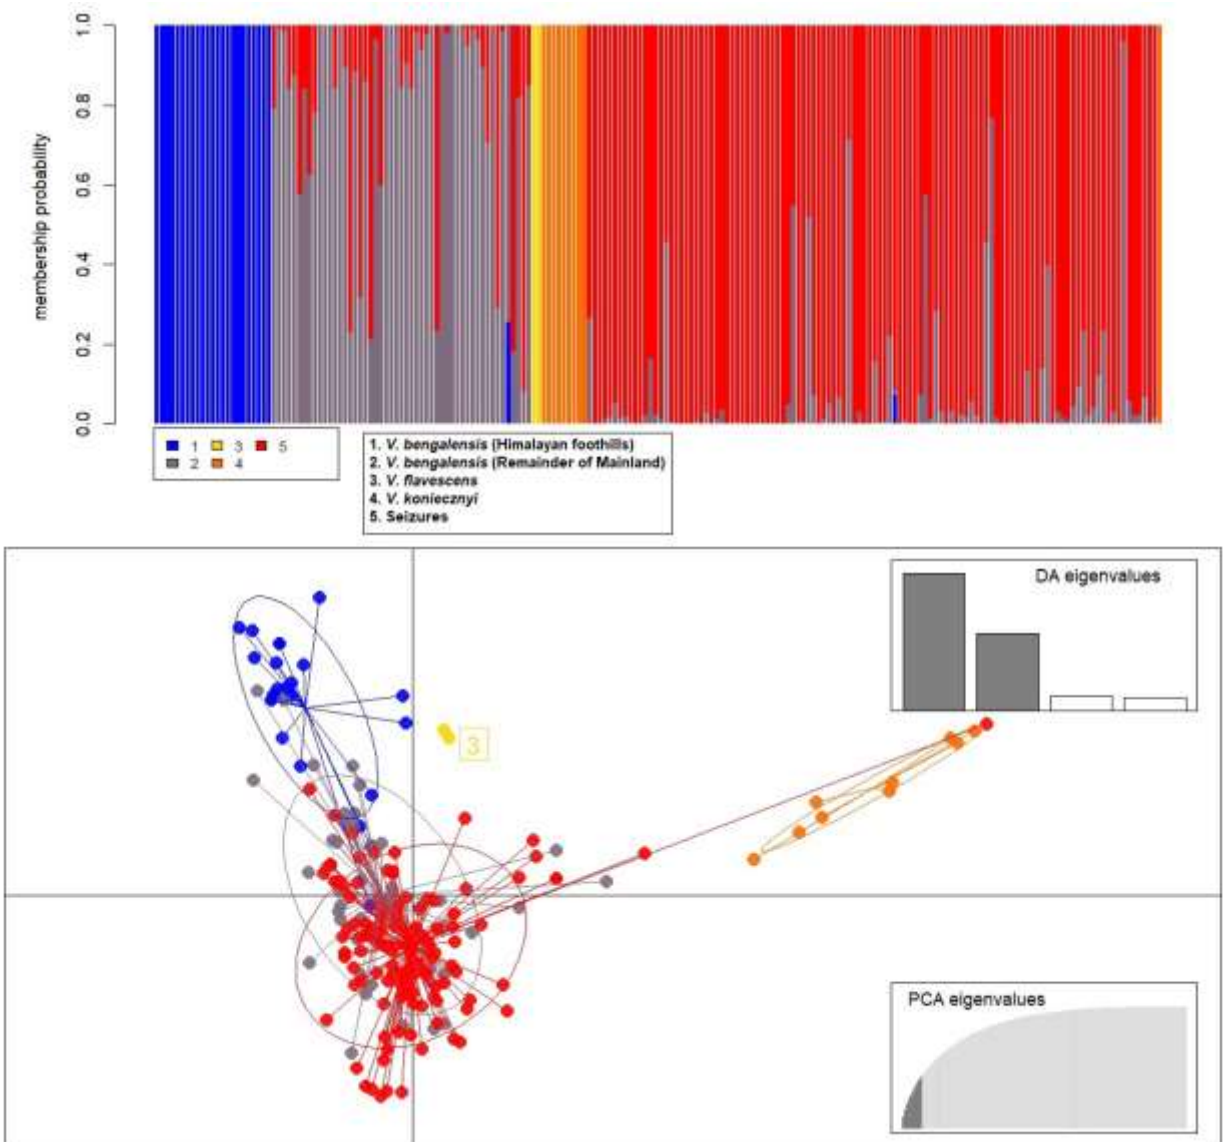 1.0
0.8
0.6
0.4
0.2
0.0
membership probability
1 3 5
2 4
1. V. bengalensis (Himalayan foothills)
2. V. bengalensis (Remainder of Mainland)
3. V. flavescens
4. V. koniecznyi
5. Seizures
DA eigenvalues
3
PCA eigenvalues